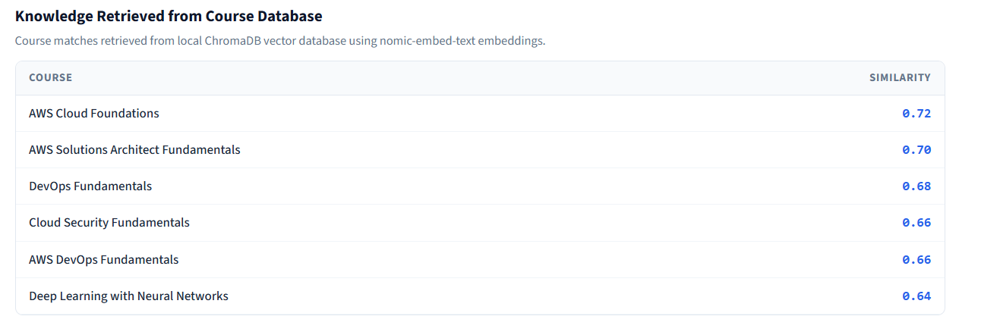 Knowledge Retrieved from Course Database
Course matches retrieved from local ChromaDB vector database using nomic-embed-text embeddings.
COURSE SIMILARITY
AWS Cloud Foundations 0.72
AWS Solutions Architect Fundamentals 0.70
DevOps Fundamentals 0.68
Cloud Security Fundamentals 0.66
AWS DevOps Fundamentals 0.66
Deep Learning with Neural Networks 0.64